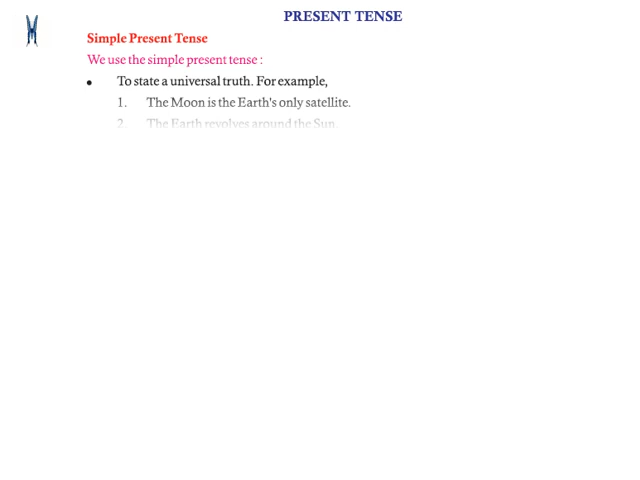 PRESENT TENSE
Simple Present Tense
We use the simple present tense :
• To state a universal truth. For example,
1. The Moon is the Earth's only satellite.
2. The Earth revolves around the Sun.